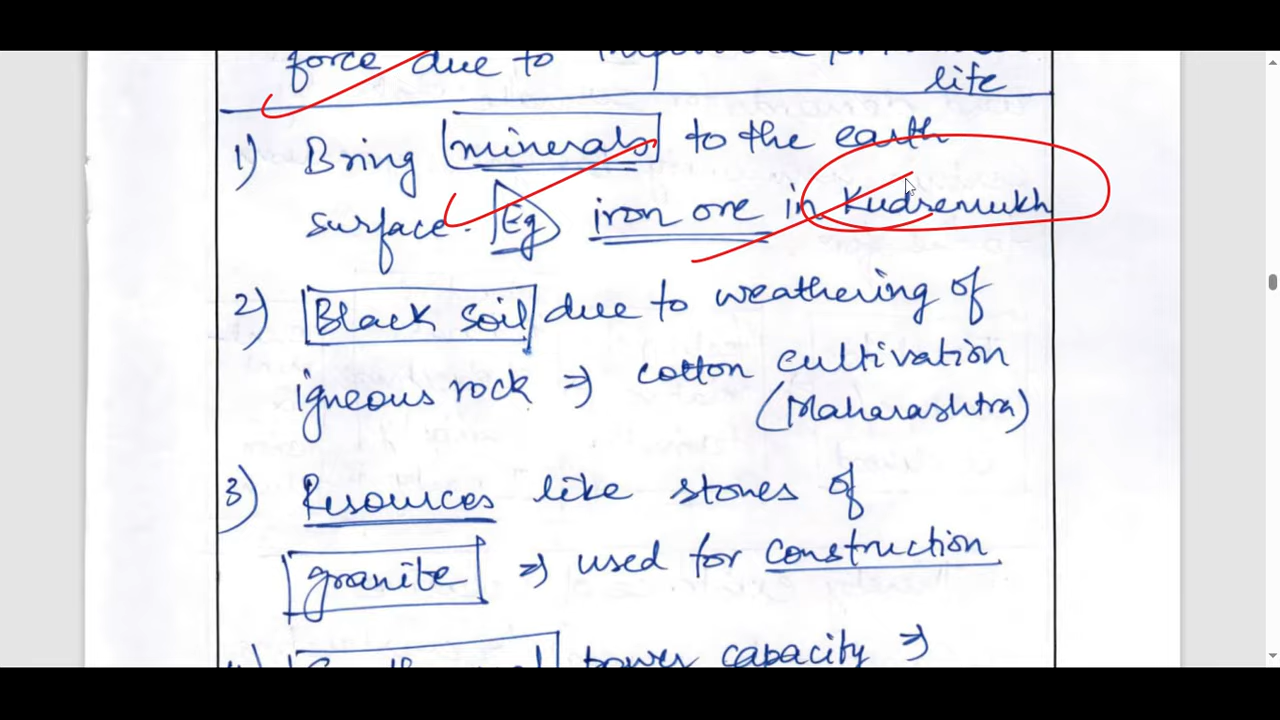 force due to
life
1) Bring minerals to the earth
surface. Eg iron ore in Kudremukh
2) Black soil due to weathering of
igneous rock ⇒ cotton cultivation
(Maharashtra)
3) Resources like stones of
granite ⇒ used for construction
power capacity ⇒